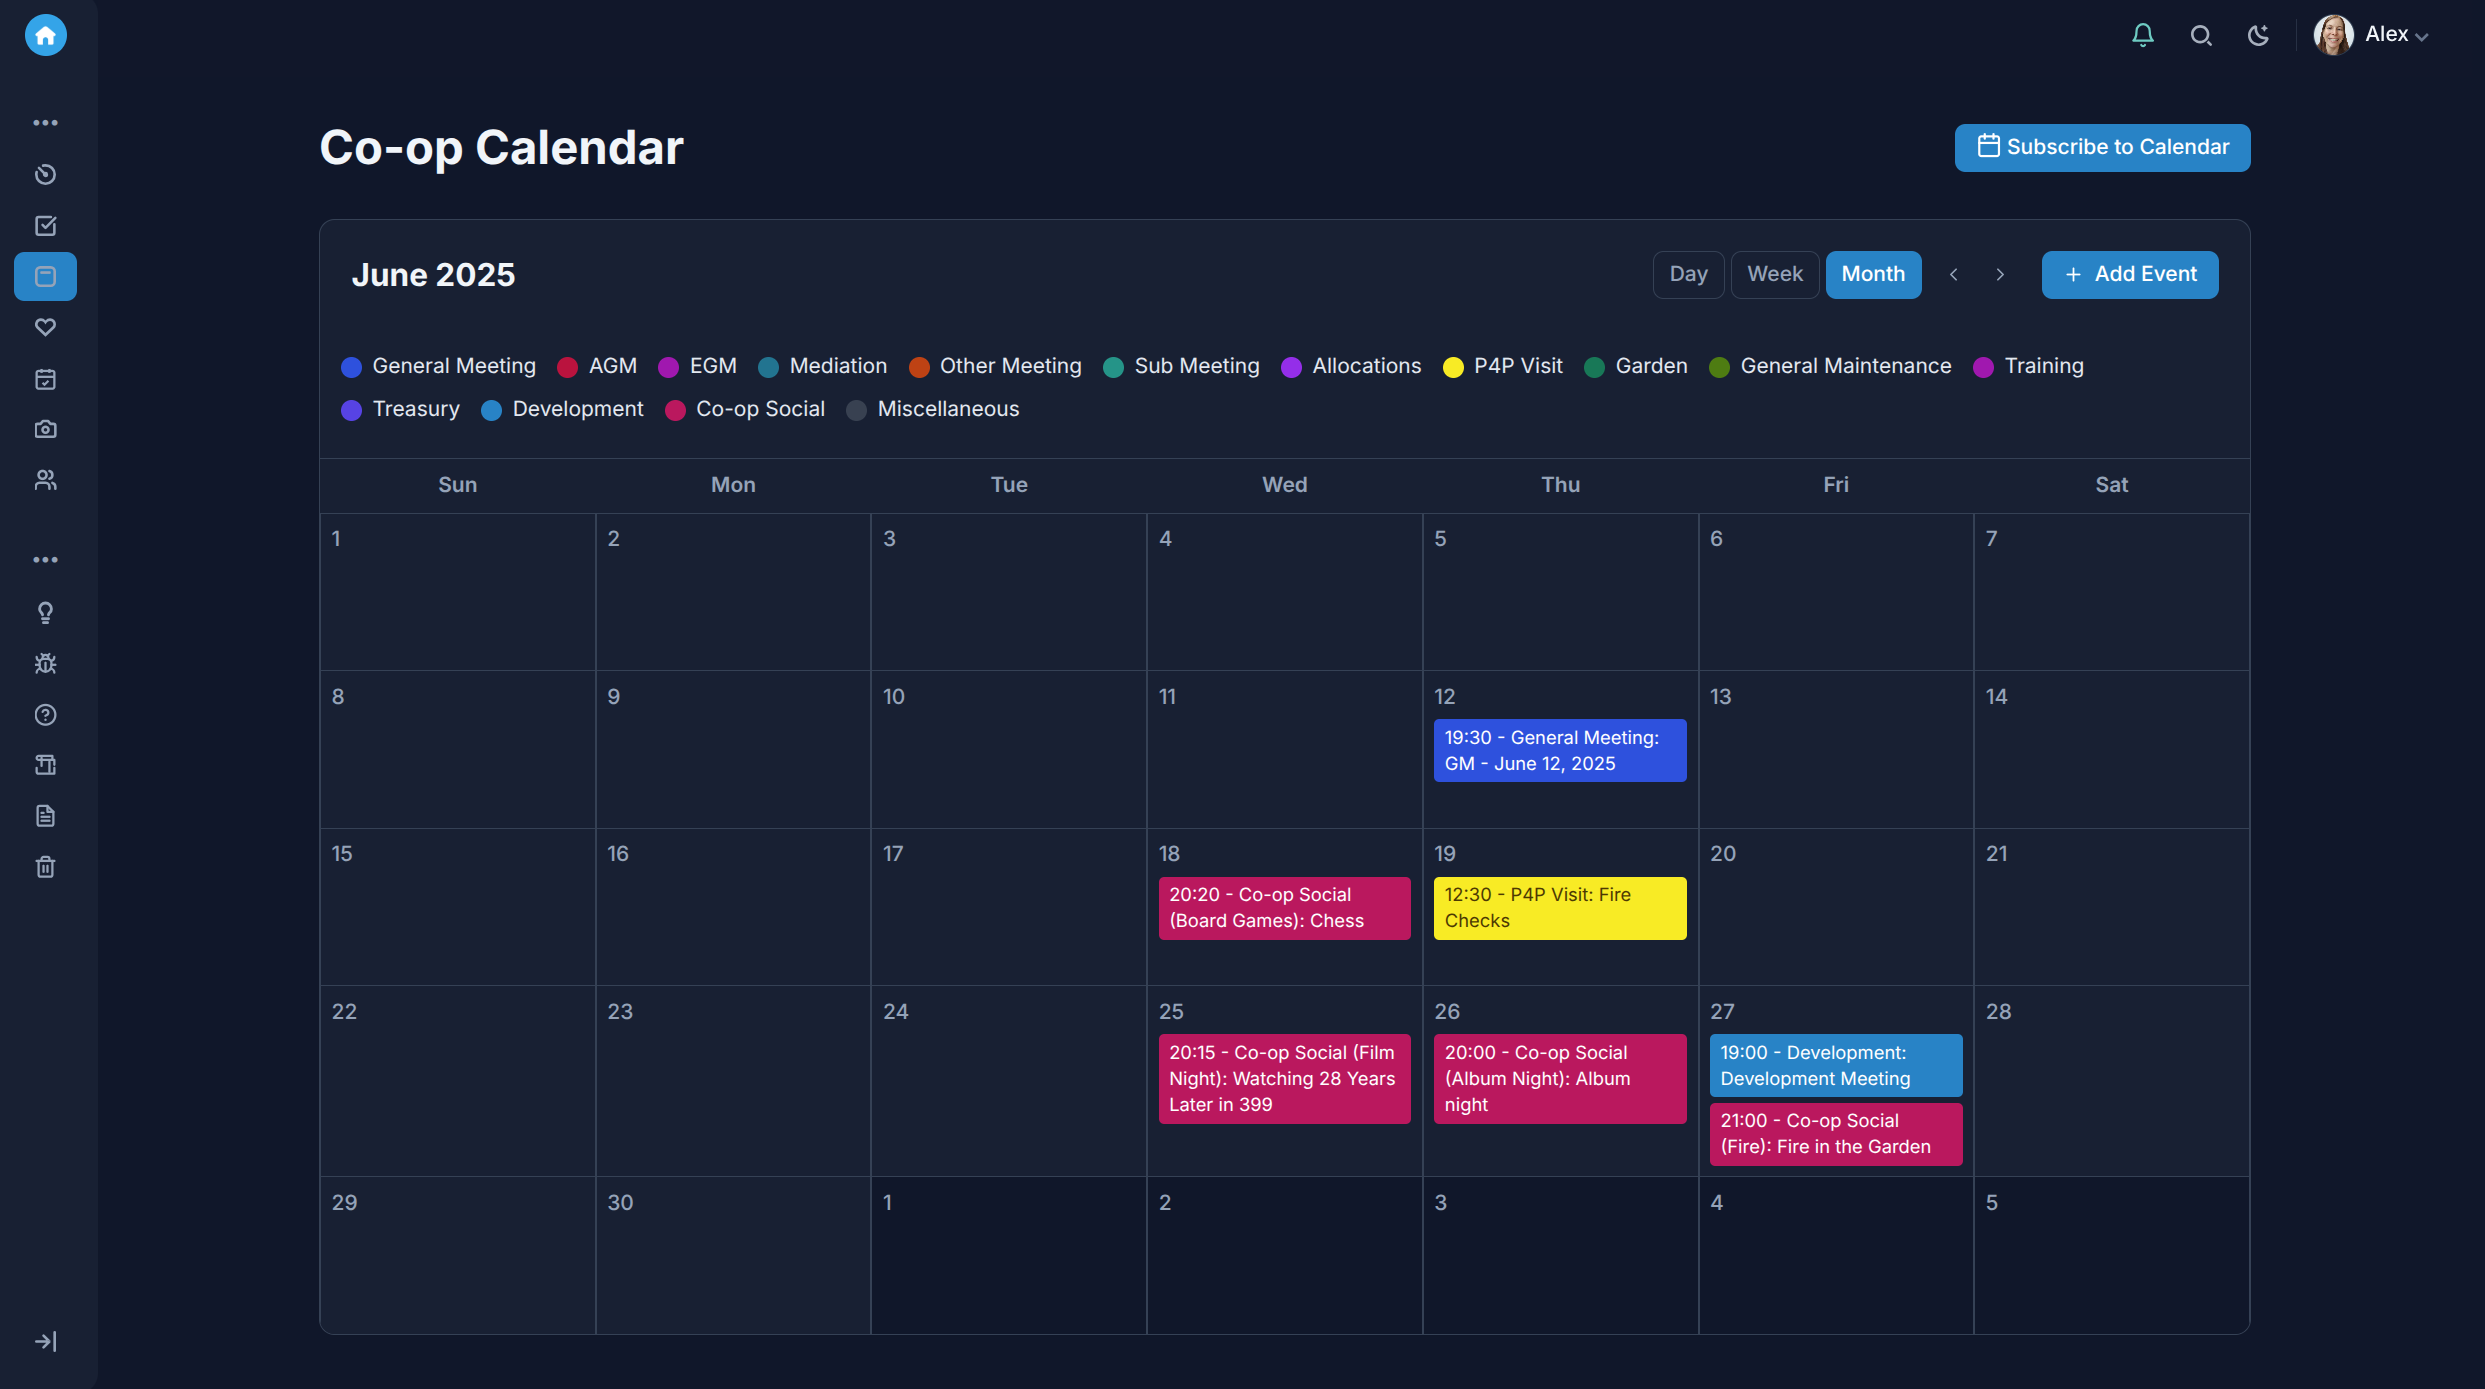 Alex
Co-op Calendar
Subscribe to Calendar
June 2025
Day Week Month Add Event
General Meeting AGM EGM Mediation Other Meeting Sub Meeting Allocations P4P Visit Garden General Maintenance Training
Treasury Development Co-op Social Miscellaneous
Sun Mon Tue Wed Thu Fri Sat
1 2 3 4 5 6 7
8 9 10 11 12 13 14
19:30 - General Meeting:
GM - June 12, 2025
15 16 17 18 19 20 21
20:20 - Co-op Social
(Board Games): Chess
12:30 - P4P Visit: Fire
Checks
22 23 24 25 26 27 28
20:15 - Co-op Social (Film
Night): Watching 28 Years
Later in 399
20:00 - Co-op Social
(Album Night): Album
night
19:00 - Development:
Development Meeting
21:00 - Co-op Social
(Fire): Fire in the Garden
29 30 1 2 3 4 5